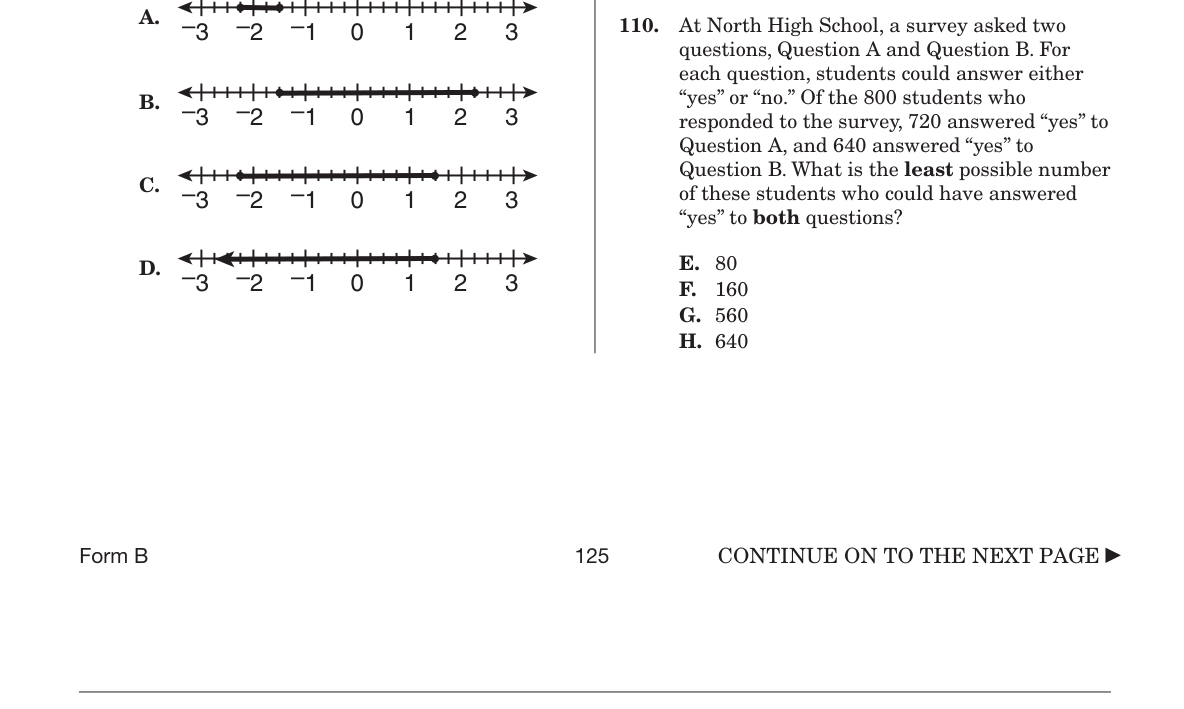 A.
⁻3 ⁻2 ⁻1 0 1 2 3
B.
⁻3 ⁻2 ⁻1 0 1 2 3
C.
⁻3 ⁻2 ⁻1 0 1 2 3
D.
⁻3 ⁻2 ⁻1 0 1 2 3
110. At North High School, a survey asked two
questions, Question A and Question B. For
each question, students could answer either
“yes” or “no.” Of the 800 students who
responded to the survey, 720 answered “yes” to
Question A, and 640 answered “yes” to
Question B. What is the least possible number
of these students who could have answered
“yes” to both questions?
E. 80
F. 160
G. 560
H. 640
Form B
125
CONTINUE ON TO THE NEXT PAGE ►